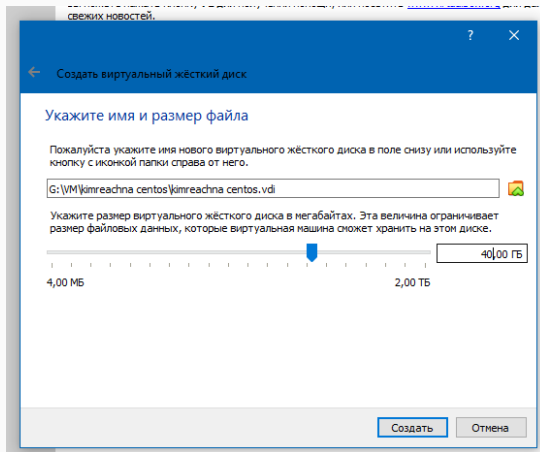 свежих новостей.
?
Создать виртуальный жёсткий диск
Укажите имя и размер файла
Пожалуйста укажите имя нового виртуального жёсткого диска в поле снизу или используйте
кнопку с иконкой папки справа от него.
G:\VM\kimreachna centos\kimreachna centos.vdi
Укажите размер виртуального жёсткого диска в мегабайтах. Эта величина ограничивает
размер файловых данных, которые виртуальная машина сможет хранить на этом диске.
40,00 ГБ
4,00 МБ 2,00 ТБ
Создать Отмена